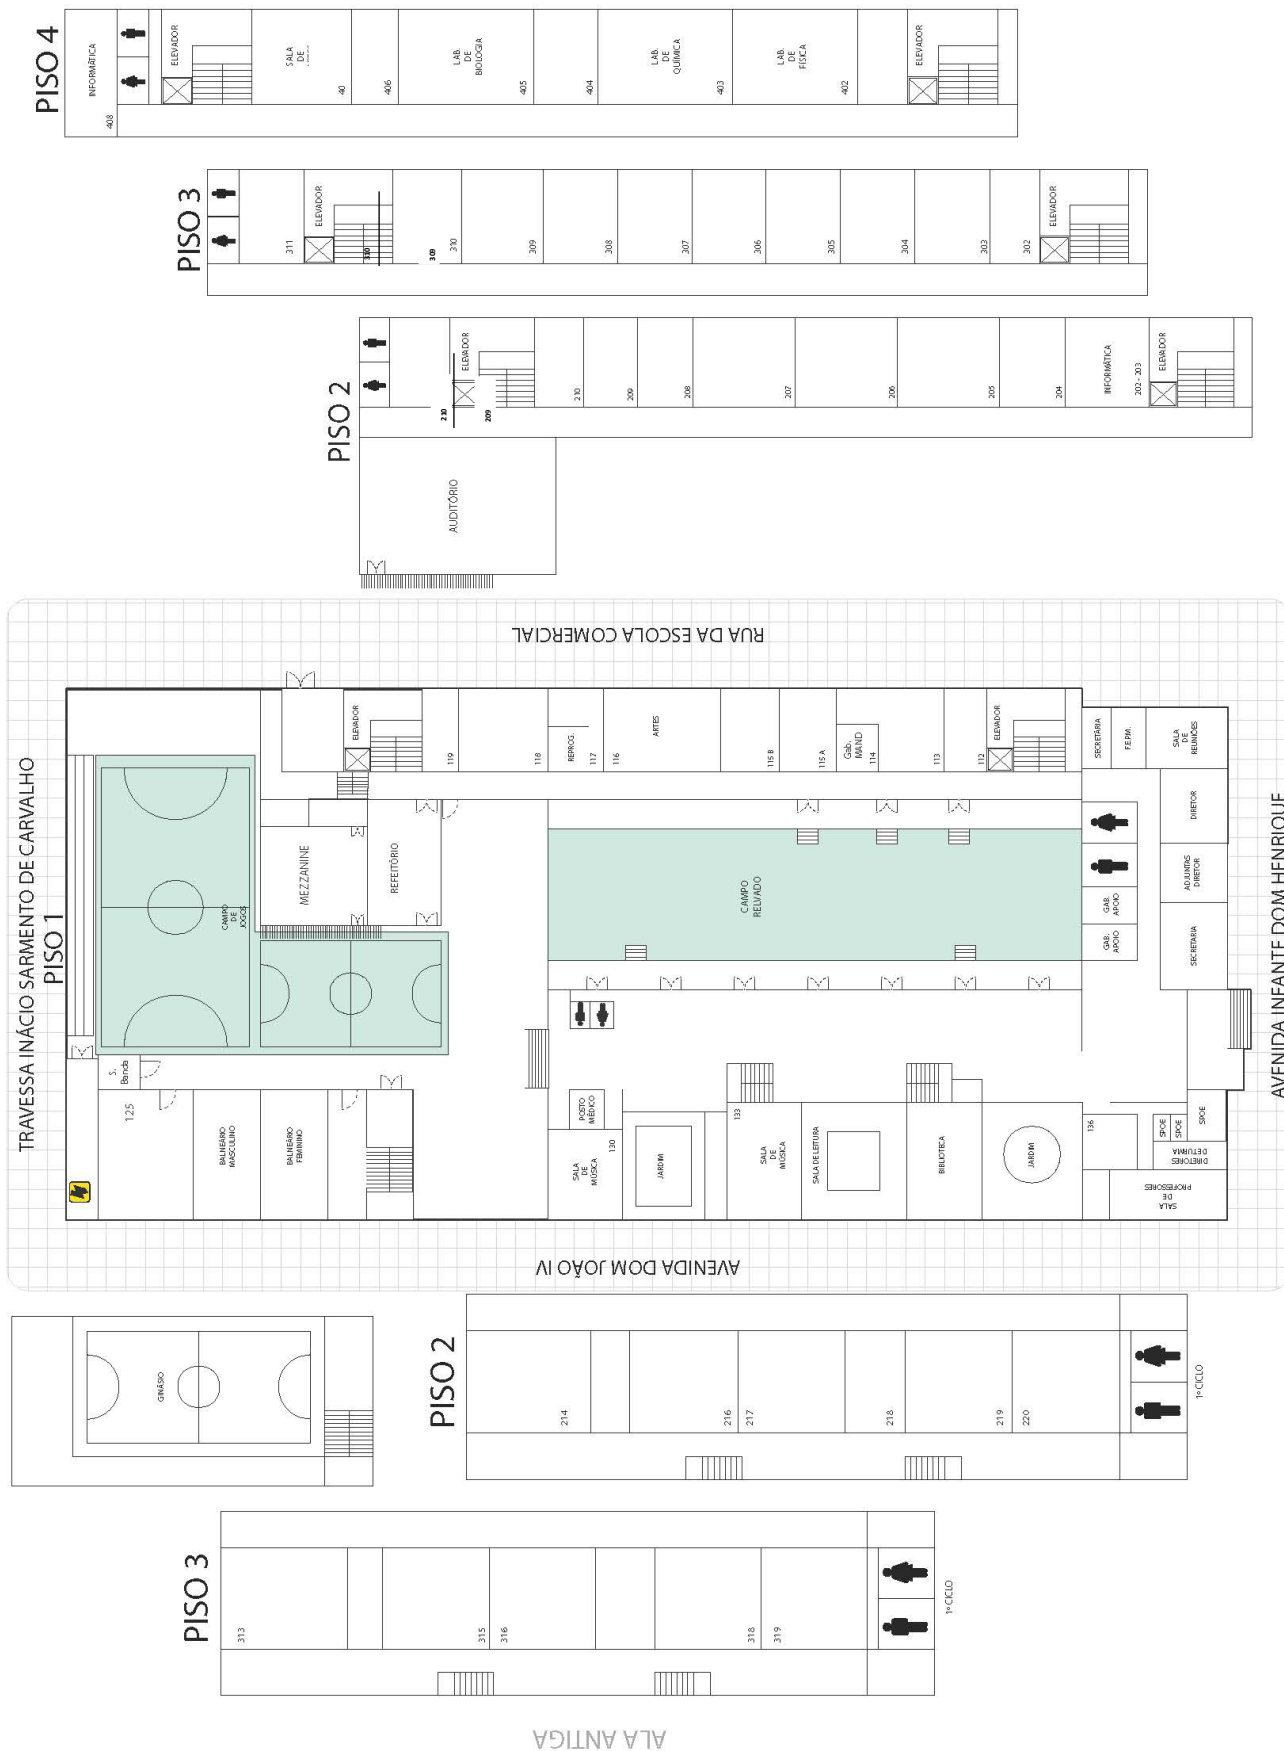 PISO 4
INFORMÁTICA
408
ELEVADOR
SALA
DE
40
406
LAB.
DE
BIOLOGIA
405
404
LAB.
DE
QUÍMICA
403
LAB.
DE
FÍSICA
402
ELEVADOR
PISO 3
311
ELEVADOR
310
309
310
309
308
307
306
305
304
303
302
ELEVADOR
PISO 2
210
ELEVADOR
209
210
209
208
207
206
205
204
INFORMÁTICA
202 - 203
ELEVADOR
AUDITÓRIO
RUA DA ESCOLA COMERCIAL
TRAVESSA INÁCIO SARMENTO DE CARVALHO
PISO 1
CAMPO
DE
JOGOS
ELEVADOR
119
118
REPROG.
117
116
ARTES
115 B
115 A
Gab.
MAND
114
113
112
ELEVADOR
SECRETÁRIA
F.E.P.M.
SALA
DE
REUNIÕES
MEZZANINE
REFEITÓRIO
CAMPO
RELVADO
DIRETOR
ADJUNTAS
DIRETOR
GAB.
APOIO
GAB.
APOIO
SECRETARIA
S.
Banda
125
BALNEÁRIO
MASCULINO
BALNEÁRIO
FEMININO
POSTO
MÉDICO
130
SALA
DE
MÚSICA
JARDIM
133
SALA
DE
MÚSICA
SALA DE LEITURA
BIBLIOTECA
JARDIM
136
SPOE
SPOE
SPOE
DIRETORES
DE TURMA
SALA
DE
PROFESSORES
AVENIDA INFANTE DOM HENRIQUE
AVENIDA DOM JOÃO IV
GINÁSIO
PISO 2
214
216
217
218
219
220
1º CICLO
PISO 3
313
315
316
318
319
1º CICLO
ALA ANTIGA